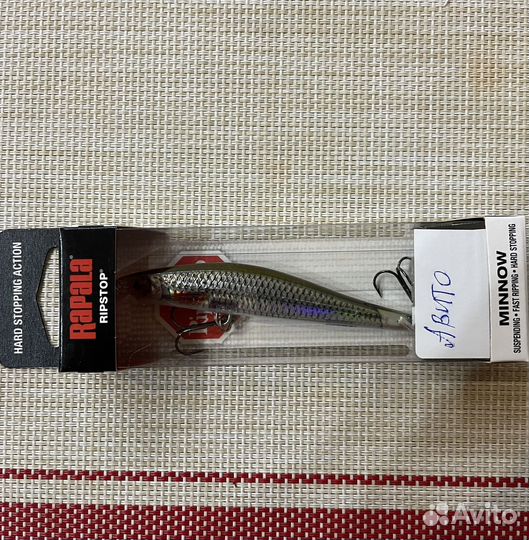 HARD STOPPING ACTION
Rapala
RIPSTOP
АВИТО
MINNOW
SUSPENDING • FAST RIPPING • HARD STOPPING
Avito